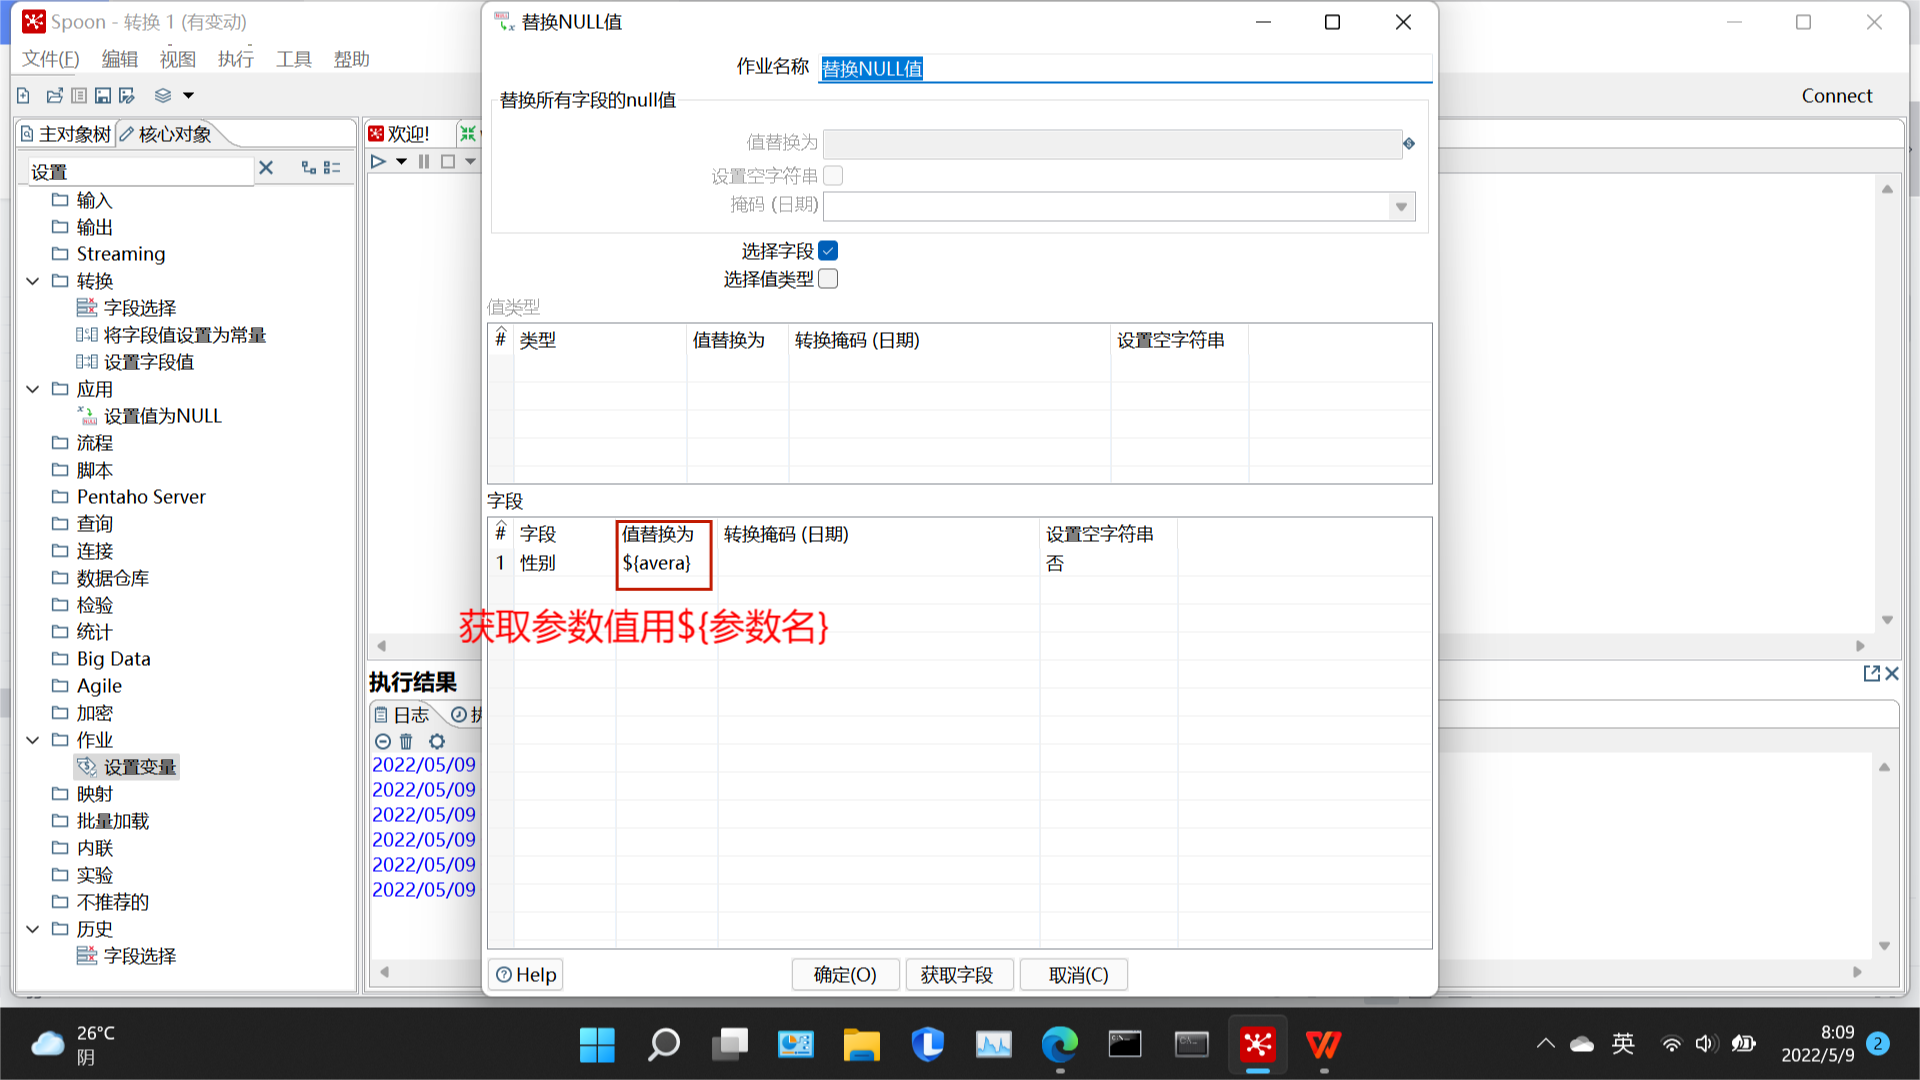 Spoon - 转换 1 (有变动)
文件(F) 编辑 视图 执行 工具 帮助
Connect
主对象树 核心对象
设置
输入
输出
Streaming
转换
字段选择
将字段值设置为常量
设置字段值
应用
设置值为NULL
流程
脚本
Pentaho Server
查询
连接
数据仓库
检验
统计
Big Data
Agile
加密
作业
设置变量
映射
批量加载
内联
实验
不推荐的
历史
字段选择
欢迎!
执行结果
日志
2022/05/09
2022/05/09
2022/05/09
2022/05/09
2022/05/09
2022/05/09
替换NULL值
作业名称 替换NULL值
替换所有字段的null值
值替换为
设置空字符串
掩码 (日期)
选择字段
选择值类型
值类型
# 类型 值替换为 转换掩码 (日期) 设置空字符串
字段
# 字段 值替换为 转换掩码 (日期) 设置空字符串
1 性别 ${avera} 否
获取参数值用${参数名}
Help 确定(O) 获取字段 取消(C)
26°C
阴
英
8:09
2022/5/9
2